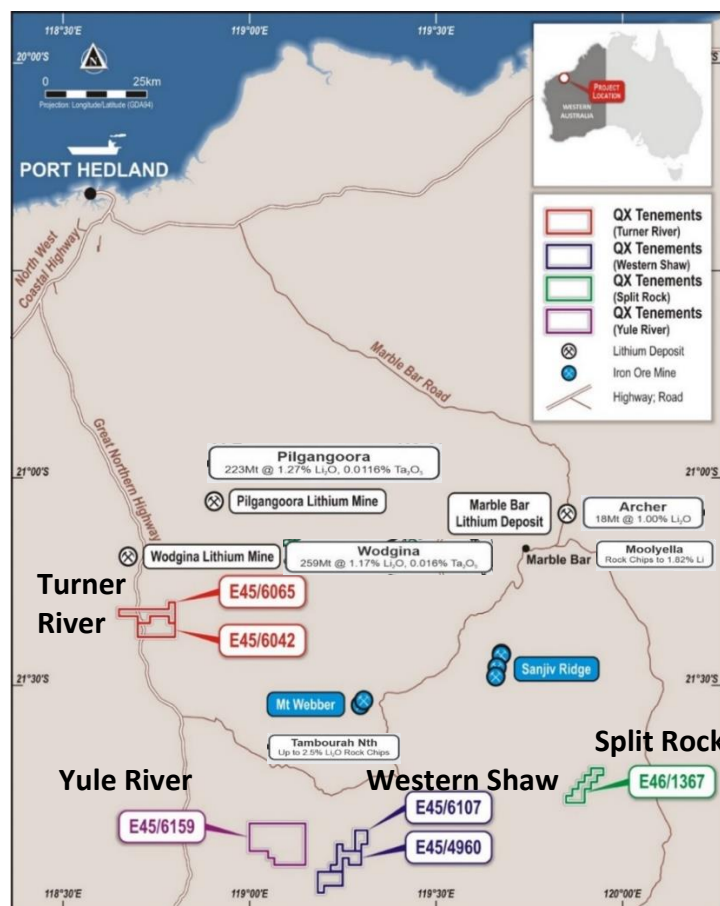 118°30'E
119°00'E
119°30'E
20°00'S
0 25km
Projection: Longitude/Latitude (GDA94)
N
PORT HEDLAND
PROJECT
LOCATION
WESTERN
AUSTRALIA
North West
Coastal Highway
QX Tenements
(Turner River)
QX Tenements
(Western Shaw)
QX Tenements
(Split Rock)
QX Tenements
(Yule River)
Lithium Deposit
Iron Ore Mine
Highway; Road
Marble Bar Road
Great Northern Highway
21°00'S
21°00'S
Pilgangoora
223Mt @ 1.27% Li₂O, 0.0116% Ta₂O₅
Pilgangoora Lithium Mine
Marble Bar
Lithium Deposit
Archer
18Mt @ 1.00% Li₂O
Wodgina Lithium Mine
Wodgina
259Mt @ 1.17% Li₂O, 0.016% Ta₂O₅
Marble Bar
Moolyella
Rock Chips to 1.82% Li
Turner
River
E45/6065
E45/6042
21°30'S
21°30'S
Sanjiv Ridge
Mt Webber
Tambourah Nth
Up to 2.5% Li₂O Rock Chips
Split Rock
Yule River
Western Shaw
E46/1367
E45/6159
E45/6107
E45/4960
118°30'E
119°00'E
119°30'E
120°00'E